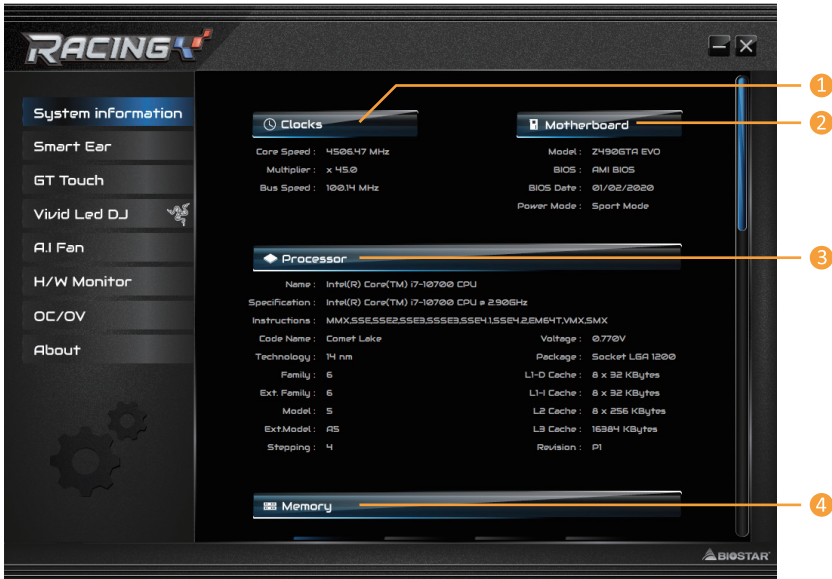 RACING
System information
Smart Ear
GT Touch
Vivid Led DJ
A.I Fan
H/W Monitor
OC/OV
About
Clocks
1
Core Speed : 4506.47 MHz
Multiplier : x 45.0
Bus Speed : 100.14 MHz
Motherboard
2
Model : Z490GTA EVO
BIOS : AMI BIOS
BIOS Date : 01/02/2020
Power Mode : Sport Mode
Processor
3
Name : Intel(R) Core(TM) i7-10700 CPU
Specification : Intel(R) Core(TM) i7-10700 CPU @ 2.90GHz
Instructions : MMX,SSE,SSE2,SSE3,SSSE3,SSE4.1,SSE4.2,EM64T,VMX,SMX
Code Name : Comet Lake
Technology : 14 nm
Family : 6
Ext. Family : 6
Model : 5
Ext.Model : A5
Stepping : 4
Voltage : 0.770V
Package : Socket LGA 1200
L1-D Cache : 8 x 32 KBytes
L1-I Cache : 8 x 32 KBytes
L2 Cache : 8 x 256 KBytes
L3 Cache : 16384 KBytes
Revision : P1
Memory
4
BIOSTAR